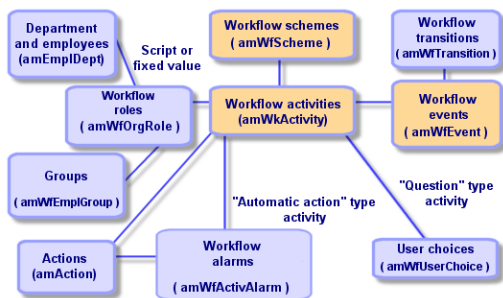 Department
and employees
(amEmplDept)
Script or
fixed value
Workflow schemes
( amWfScheme )
Workflow
transitions
(amWfTransition)
Workflow
roles
( amWfOrgRole )
Workflow activities
(amWkActivity)
Workflow
events
( amWfEvent )
Groups
( amWfEmplGroup )
"Automatic action" type
activity
"Question" type
activity
Actions
(amAction)
Workflow
alarms
( amWfActivAlarm )
User choices
(amWfUserChoice )